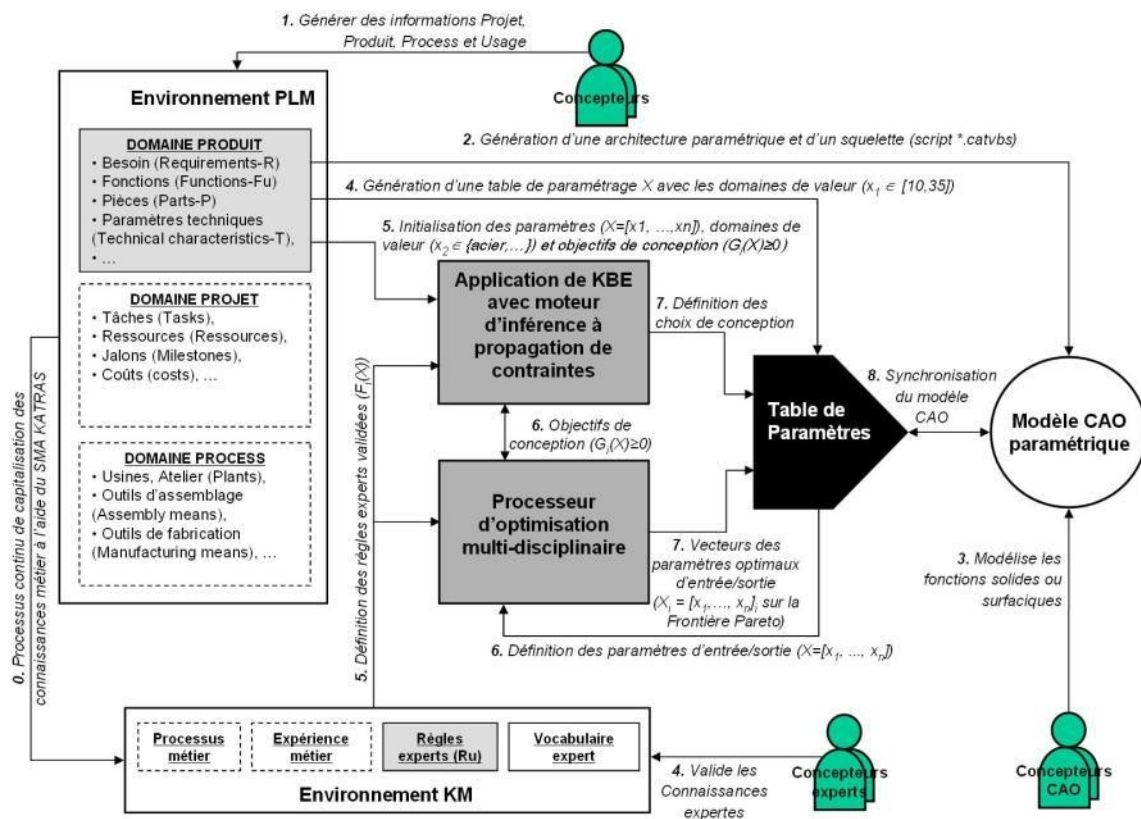 1. Générer des informations Projet,
Produit, Process et Usage
Concepteurs
Environnement PLM
DOMAINE PRODUIT
• Besoin (Requirements-R)
• Fonctions (Functions-Fu)
• Pièces (Parts-P)
• Paramètres techniques
(Technical characteristics-T),
• ...
DOMAINE PROJET
• Tâches (Tasks),
• Ressources (Ressources),
• Jalons (Milestones),
• Coûts (costs), ...
DOMAINE PROCESS
• Usines, Atelier (Plants),
• Outils d'assemblage
(Assembly means),
• Outils de fabrication
(Manufacturing means), ...
2. Génération d'une architecture paramétrique et d'un squelette (script *.catvbs)
4. Génération d'une table de paramétrage X avec les domaines de valeur (x1 ∈ [10,35])
5. Initialisation des paramètres (X=[x1, ...,xn]), domaines de
valeur (x2 ∈ {acier,...}) et objectifs de conception (Gi(X)≥0)
Application de KBE
avec moteur
d'inférence à
propagation de
contraintes
7. Définition des
choix de conception
6. Objectifs de
conception (Gi(X)≥0)
Processeur
d'optimisation
multi-disciplinaire
7. Vecteurs des
paramètres optimaux
d'entrée/sortie
(Xi = [x1,..., xn]i sur la
Frontière Pareto)
6. Définition des paramètres d'entrée/sortie (X=[x1, ..., xn])
Table de
Paramètres
8. Synchronisation
du modèle
CAO
Modèle CAO
paramétrique
3. Modélise les
fonctions solides ou
surfaciques
0. Processus continu de capitalisation des
connaissances métier à l'aide du SMA KATRAS
5. Définition des règles experts validées (Fi(X))
Processus
métier
Expérience
métier
Règles
experts (Ru)
Vocabulaire
expert
Environnement KM
4. Valide les
Connaissances
expertes
Concepteurs
experts
Concepteurs
CAO